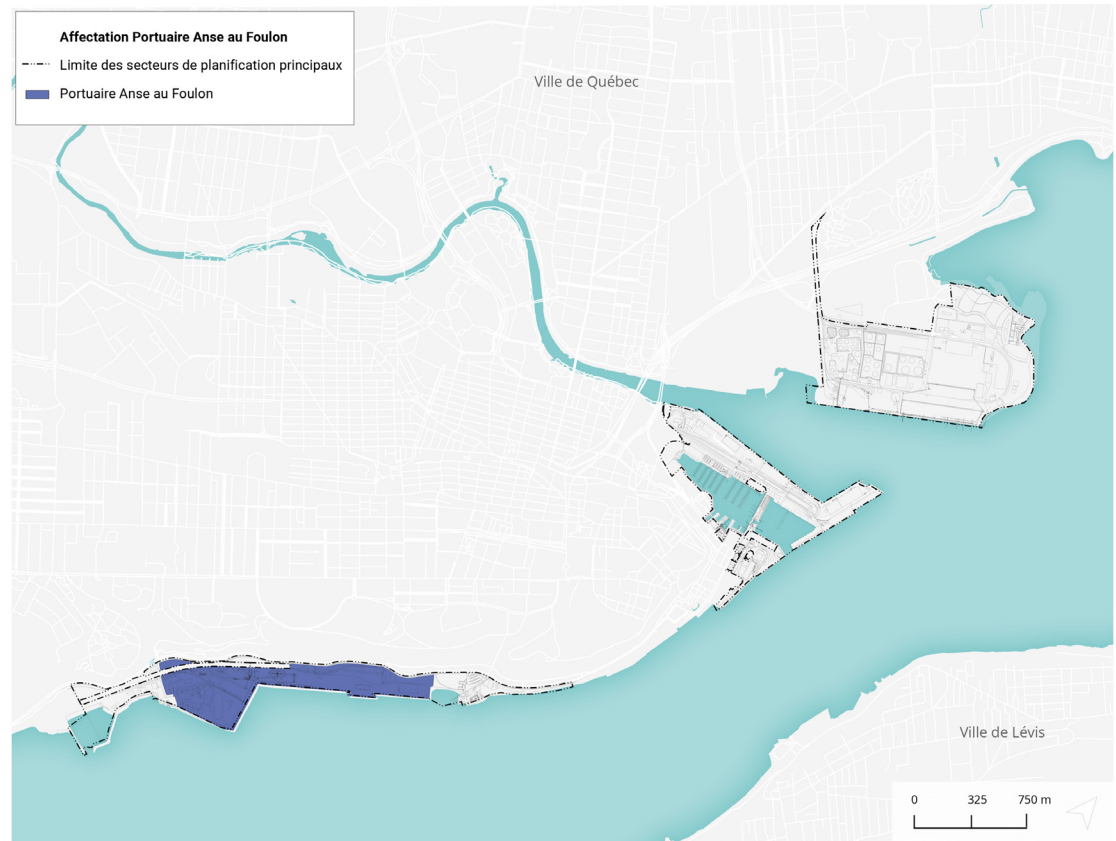 Affectation Portuaire Anse au Foulon
Limite des secteurs de planification principaux
Portuaire Anse au Foulon
Ville de Québec
Ville de Lévis
0 325 750 m